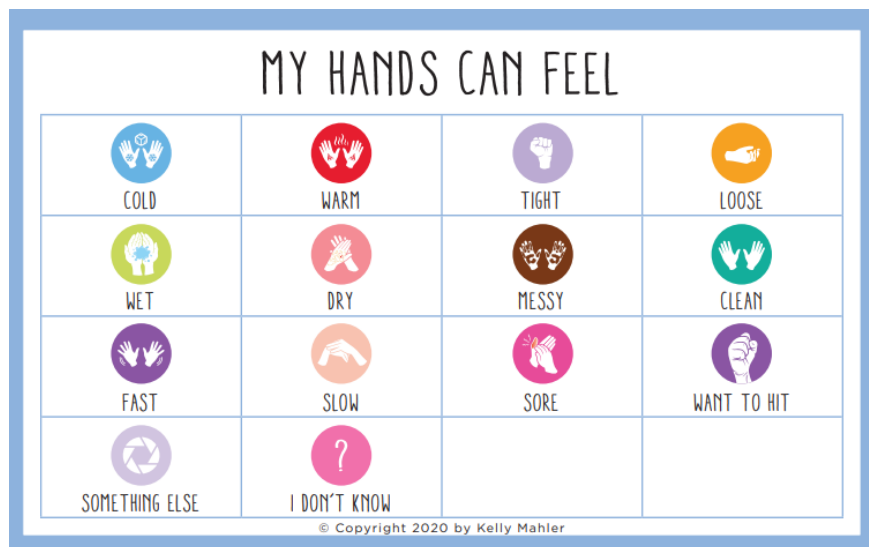 MY HANDS CAN FEEL
COLD WARM TIGHT LOOSE
WET DRY MESSY CLEAN
FAST SLOW SORE WANT TO HIT
SOMETHING ELSE I DON'T KNOW
?
© Copyright 2020 by Kelly Mahler